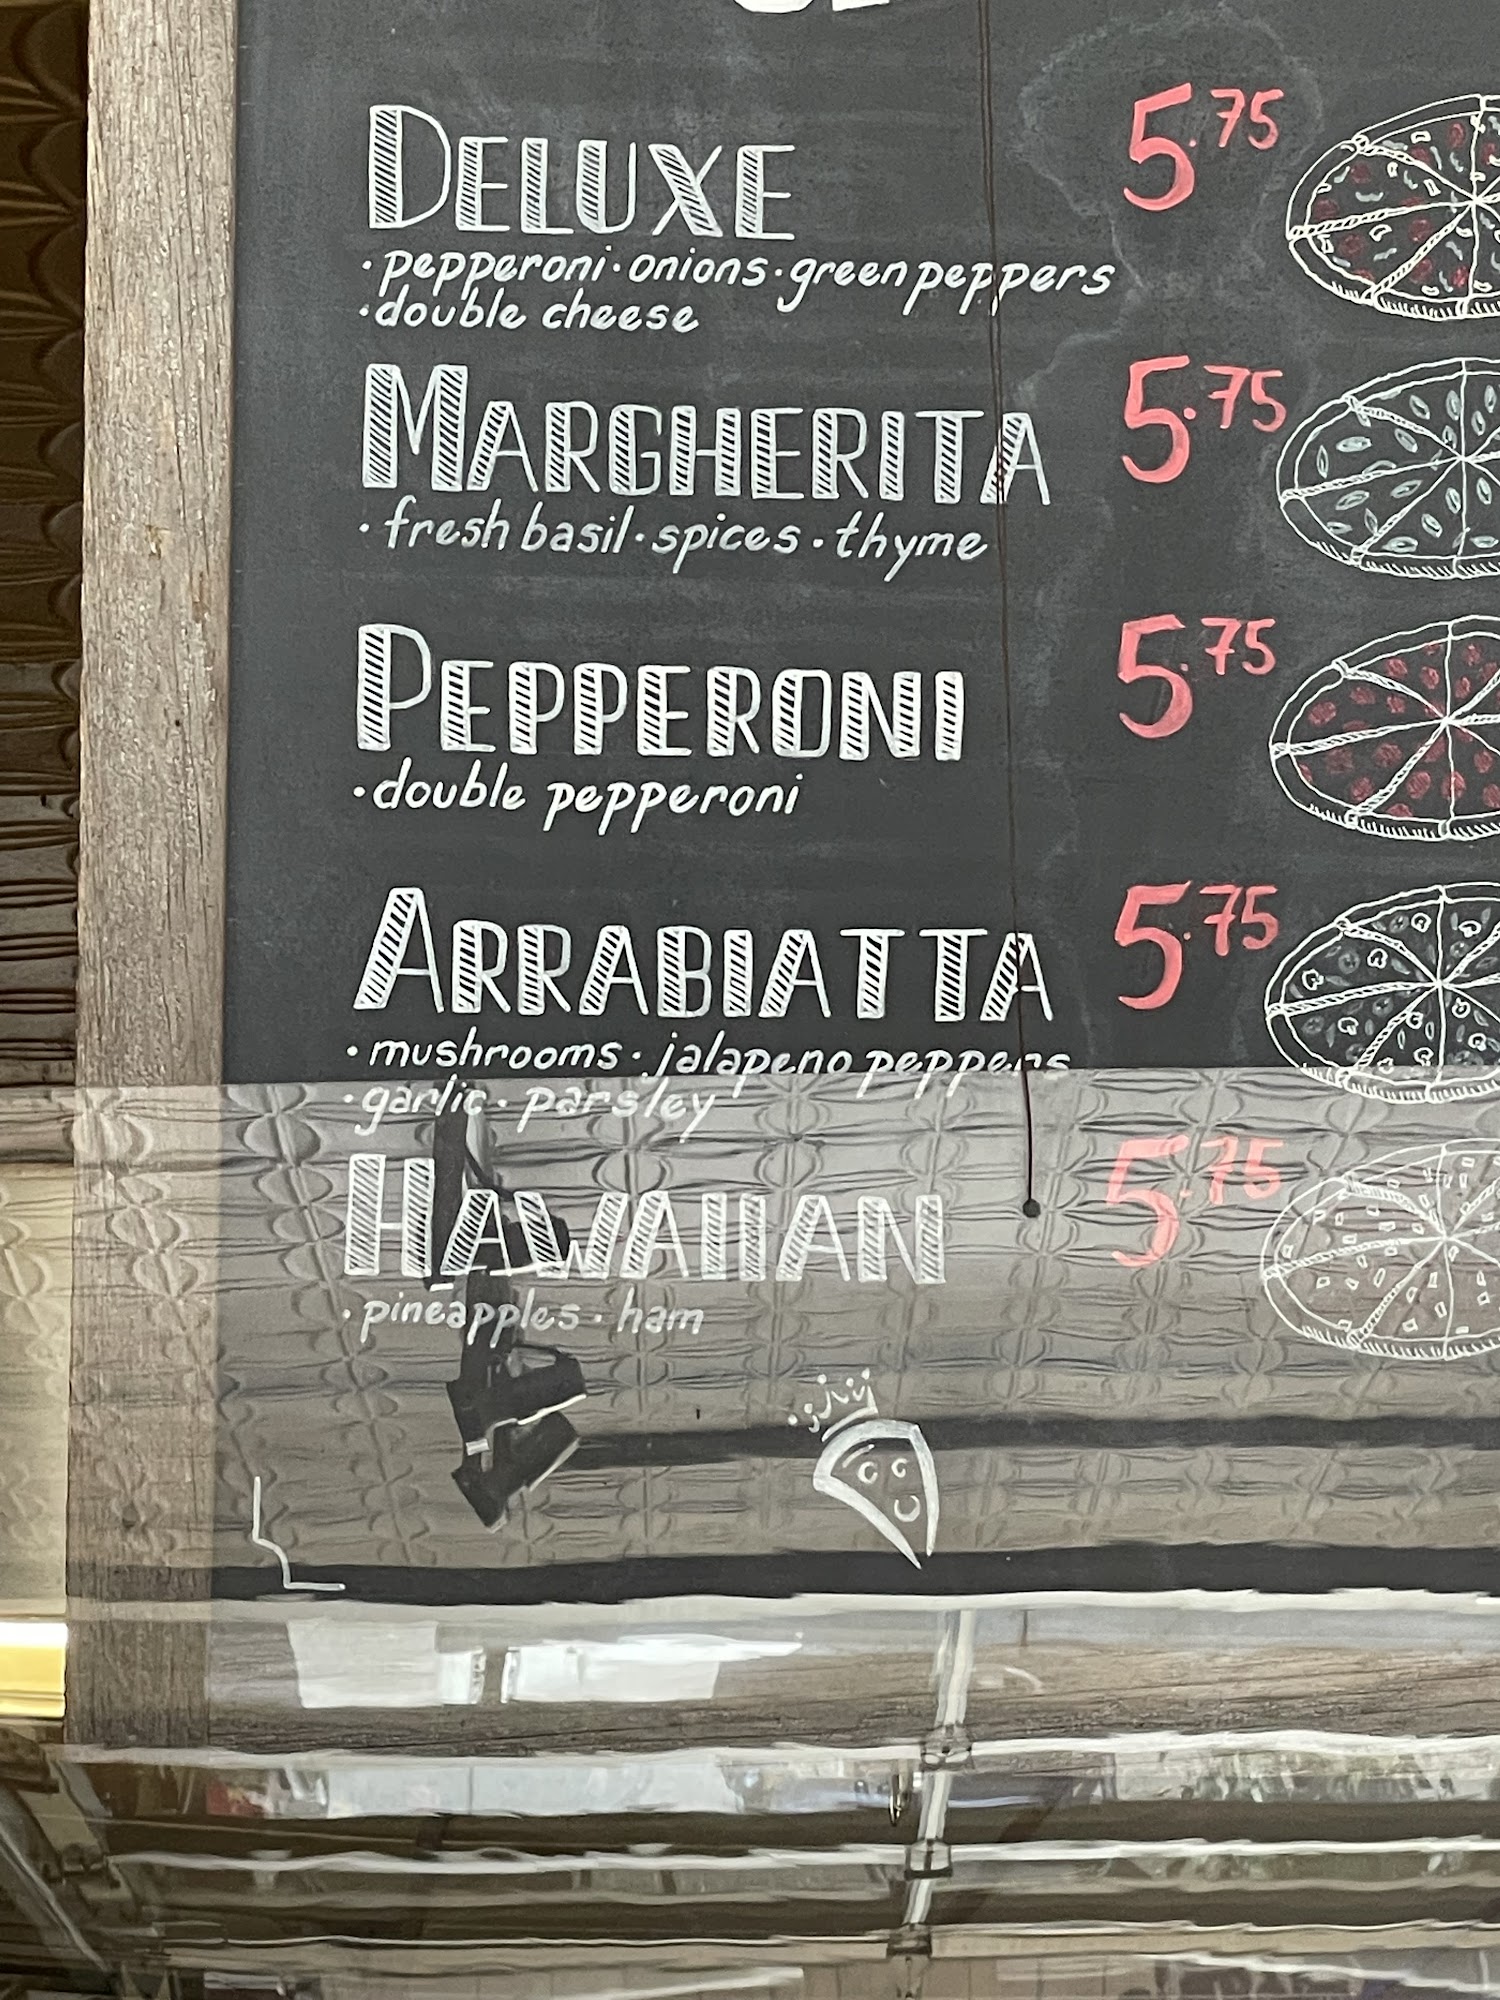 DELUXE 5.75
·pepperoni·onions·green peppers
·double cheese
MARGHERITA 5.75
·fresh basil·spices·thyme
PEPPERONI 5.75
·double pepperoni
ARRABIATTA 5.75
·mushrooms·jalapeno peppers
·garlic·parsley
HAWAIIAN 5.75
·pineapples·ham